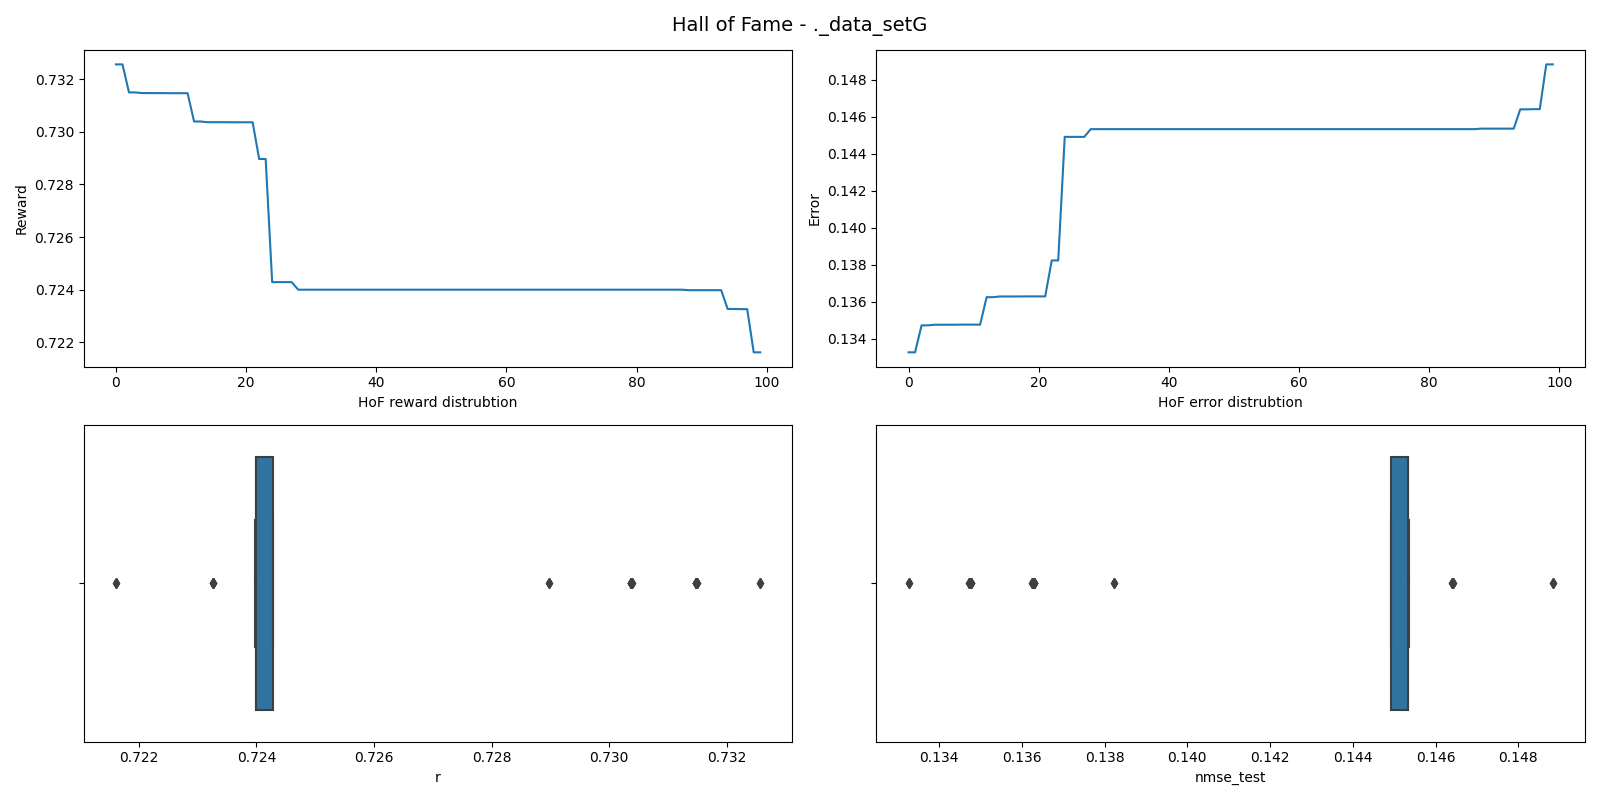 Hall of Fame - ._data_setG
0.732
0.730
0.728
0.726
0.724
0.722
Reward
0 20 40 60 80 100
HoF reward distrubtion
0.148
0.146
0.144
0.142
0.140
0.138
0.136
0.134
Error
0 20 40 60 80 100
HoF error distrubtion
0.722 0.724 0.726 0.728 0.730 0.732
r
0.134 0.136 0.138 0.140 0.142 0.144 0.146 0.148
nmse_test